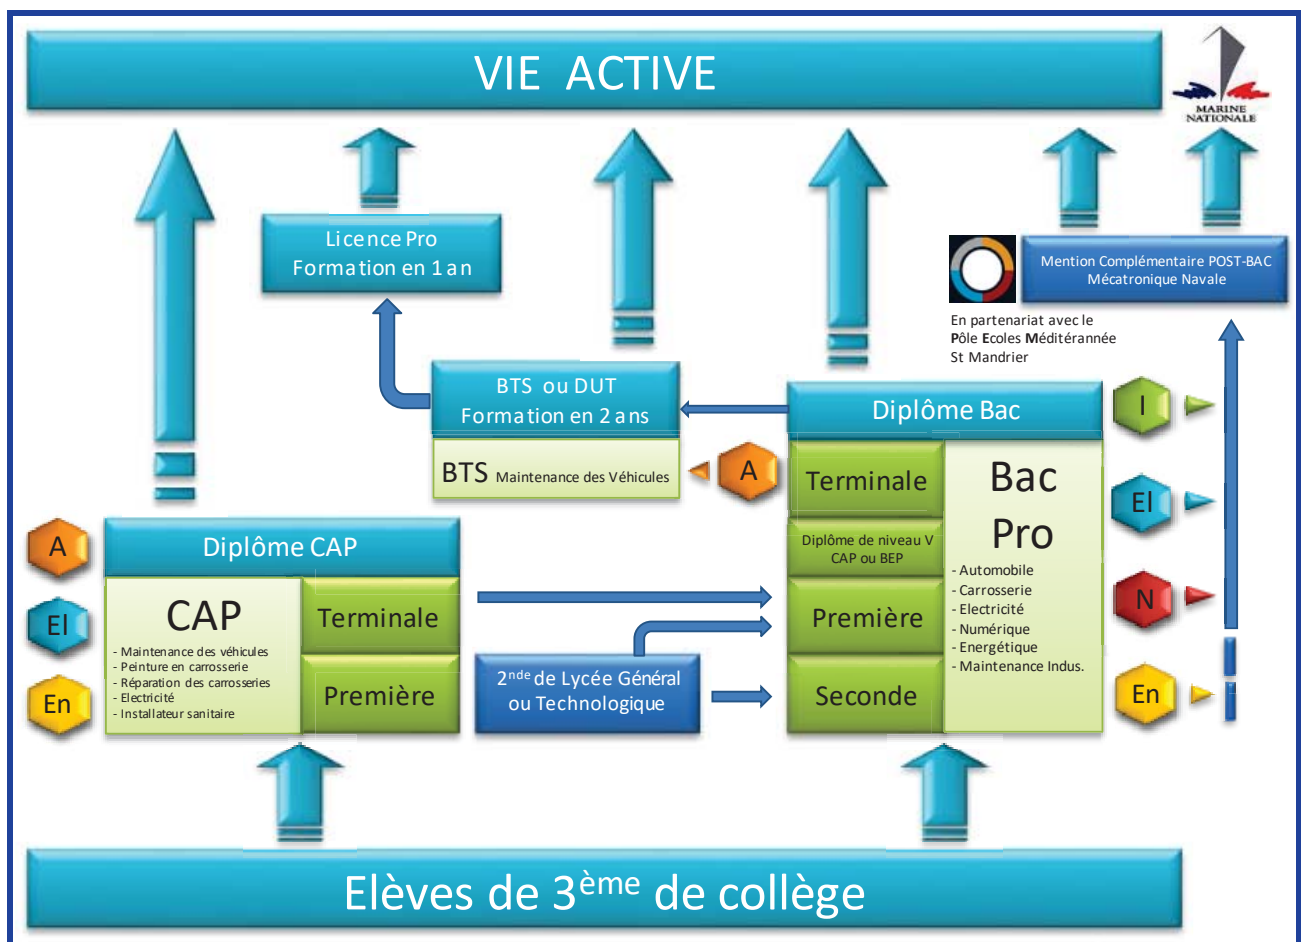 VIE ACTIVE
MARINE
NATIONALE
Licence Pro
Formation en 1 an
Mention Complémentaire POST-BAC
Mécatronique Navale
En partenariat avec le
Pôle Ecoles Méditérannée
St Mandrier
BTS ou DUT
Formation en 2 ans
BTS Maintenance des Véhicules
A
Diplôme Bac
Terminale
Diplôme de niveau V
CAP ou BEP
Première
Seconde
Bac
Pro
- Automobile
- Carrosserie
- Electricité
- Numérique
- Energétique
- Maintenance Indus.
I
El
N
En
A
El
En
Diplôme CAP
CAP
- Maintenance des véhicules
- Peinture en carrosserie
- Réparation des carrosseries
- Electricité
- Installateur sanitaire
Terminale
Première
2nde de Lycée Général
ou Technologique
Elèves de 3ème de collège